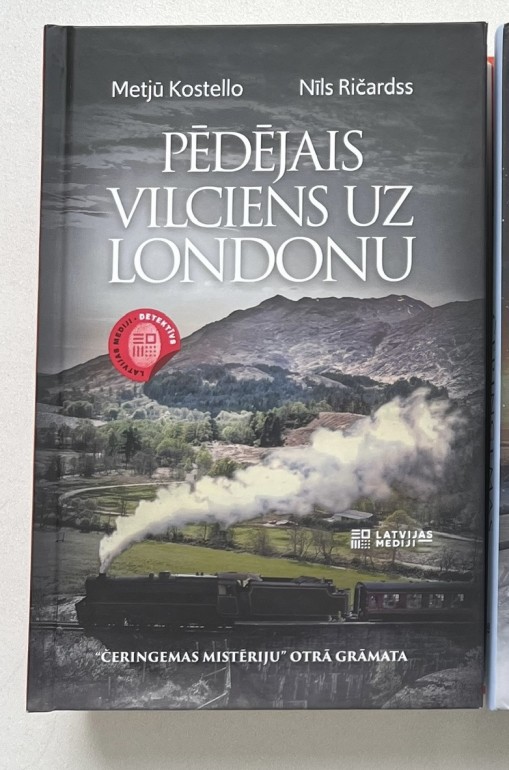 Metjū Kostello Nīls Ričardss
PĒDĒJAIS
VILCIENS UZ
LONDONU
LATVIJAS MEDIJI • DETEKTĪVS
LATVIJAS
MEDIJI
"ČERINGEMAS MISTĒRIJU" OTRĀ GRĀMATA